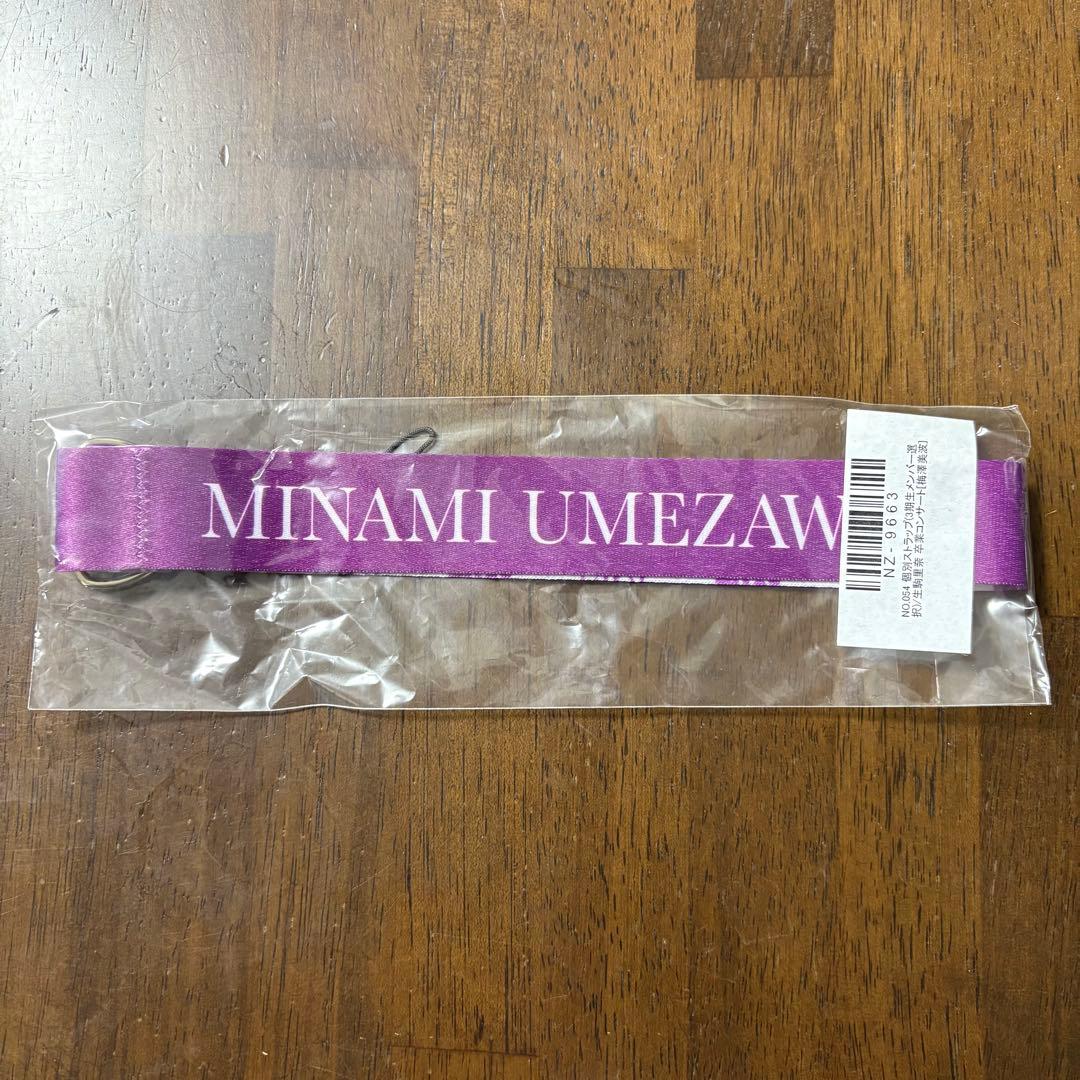 MINAMI UMEZAW
NZ-9663
NO.054 個別ストラップ(3期生メンバー選
択)/生駒里奈 卒業コンサート[梅澤美波]